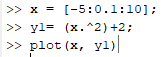 >> x = [-5:0.1:10];
>> y1= (x.^2)+2;
>> plot(x, y1)